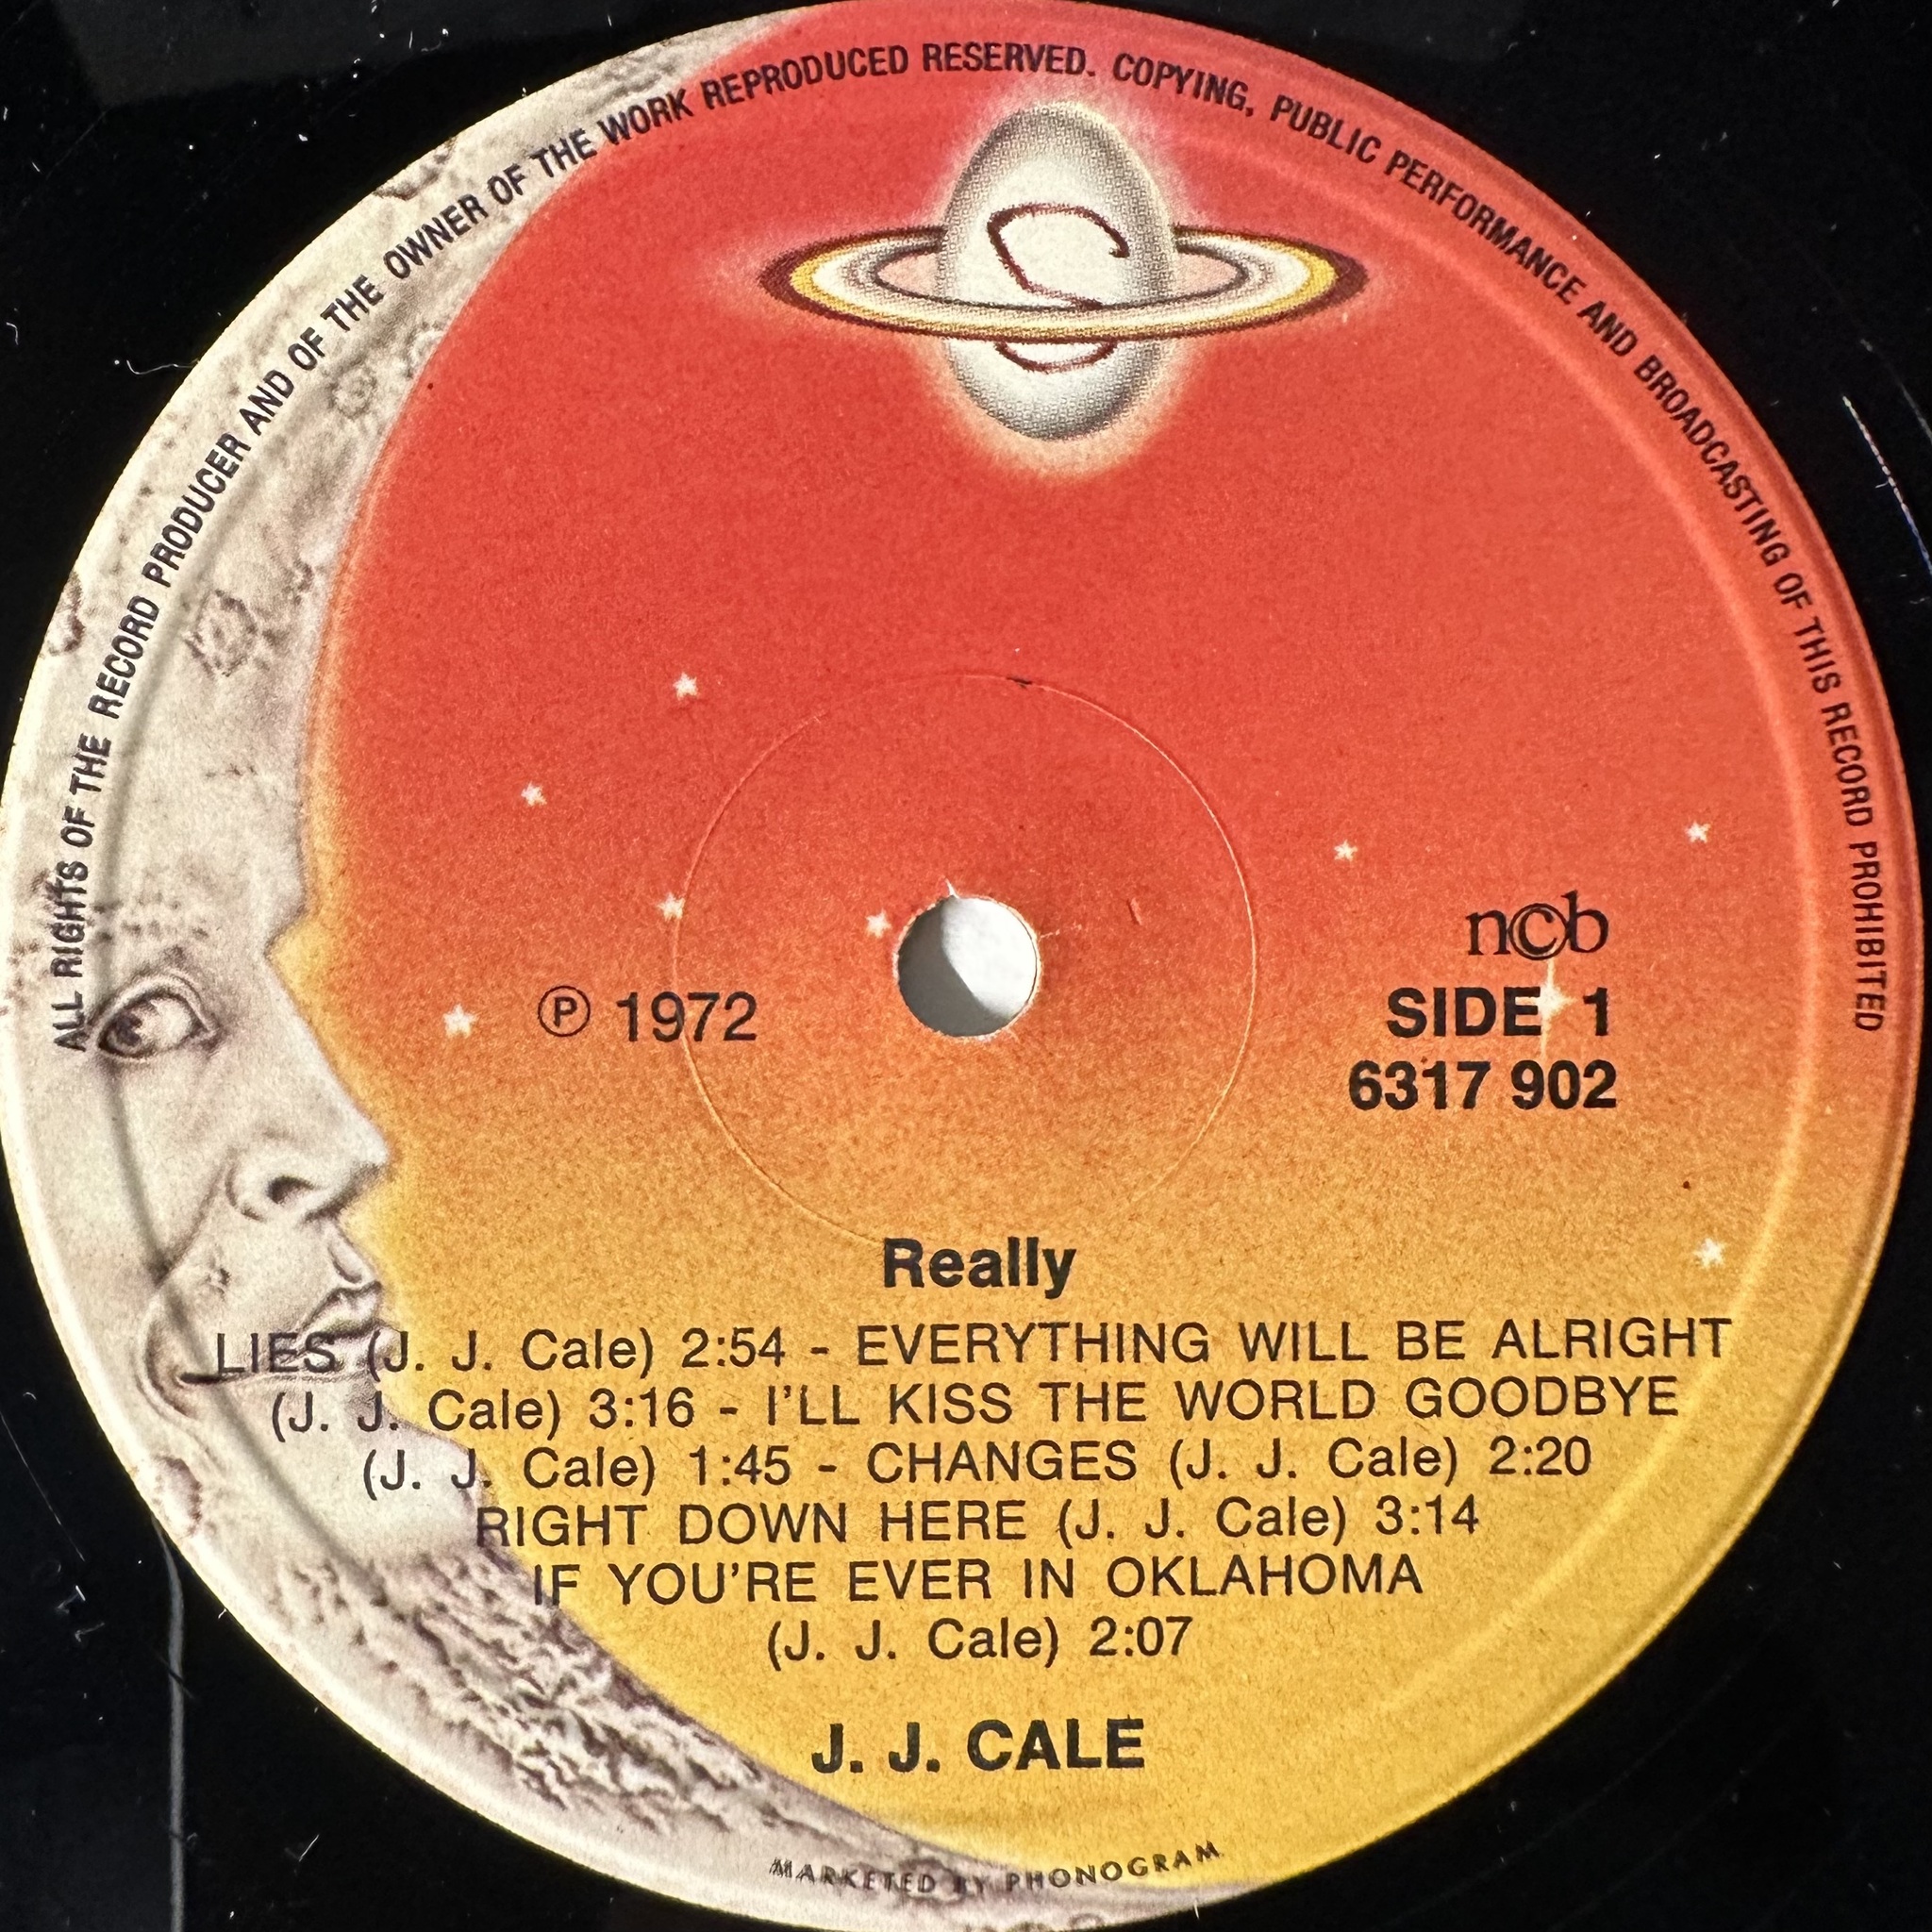 ALL RIGHTS OF THE RECORD PRODUCER AND OF THE OWNER OF THE WORK REPRODUCED RESERVED. COPYING, PUBLIC PERFORMANCE AND BROADCASTING OF THIS RECORD PROHIBITED
ncb
℗ 1972
SIDE 1
6317 902
Really
LIES (J. J. Cale) 2:54 - EVERYTHING WILL BE ALRIGHT
(J. J. Cale) 3:16 - I'LL KISS THE WORLD GOODBYE
(J. J. Cale) 1:45 - CHANGES (J. J. Cale) 2:20
RIGHT DOWN HERE (J. J. Cale) 3:14
IF YOU'RE EVER IN OKLAHOMA
(J. J. Cale) 2:07
J. J. CALE
MARKETED BY PHONOGRAM